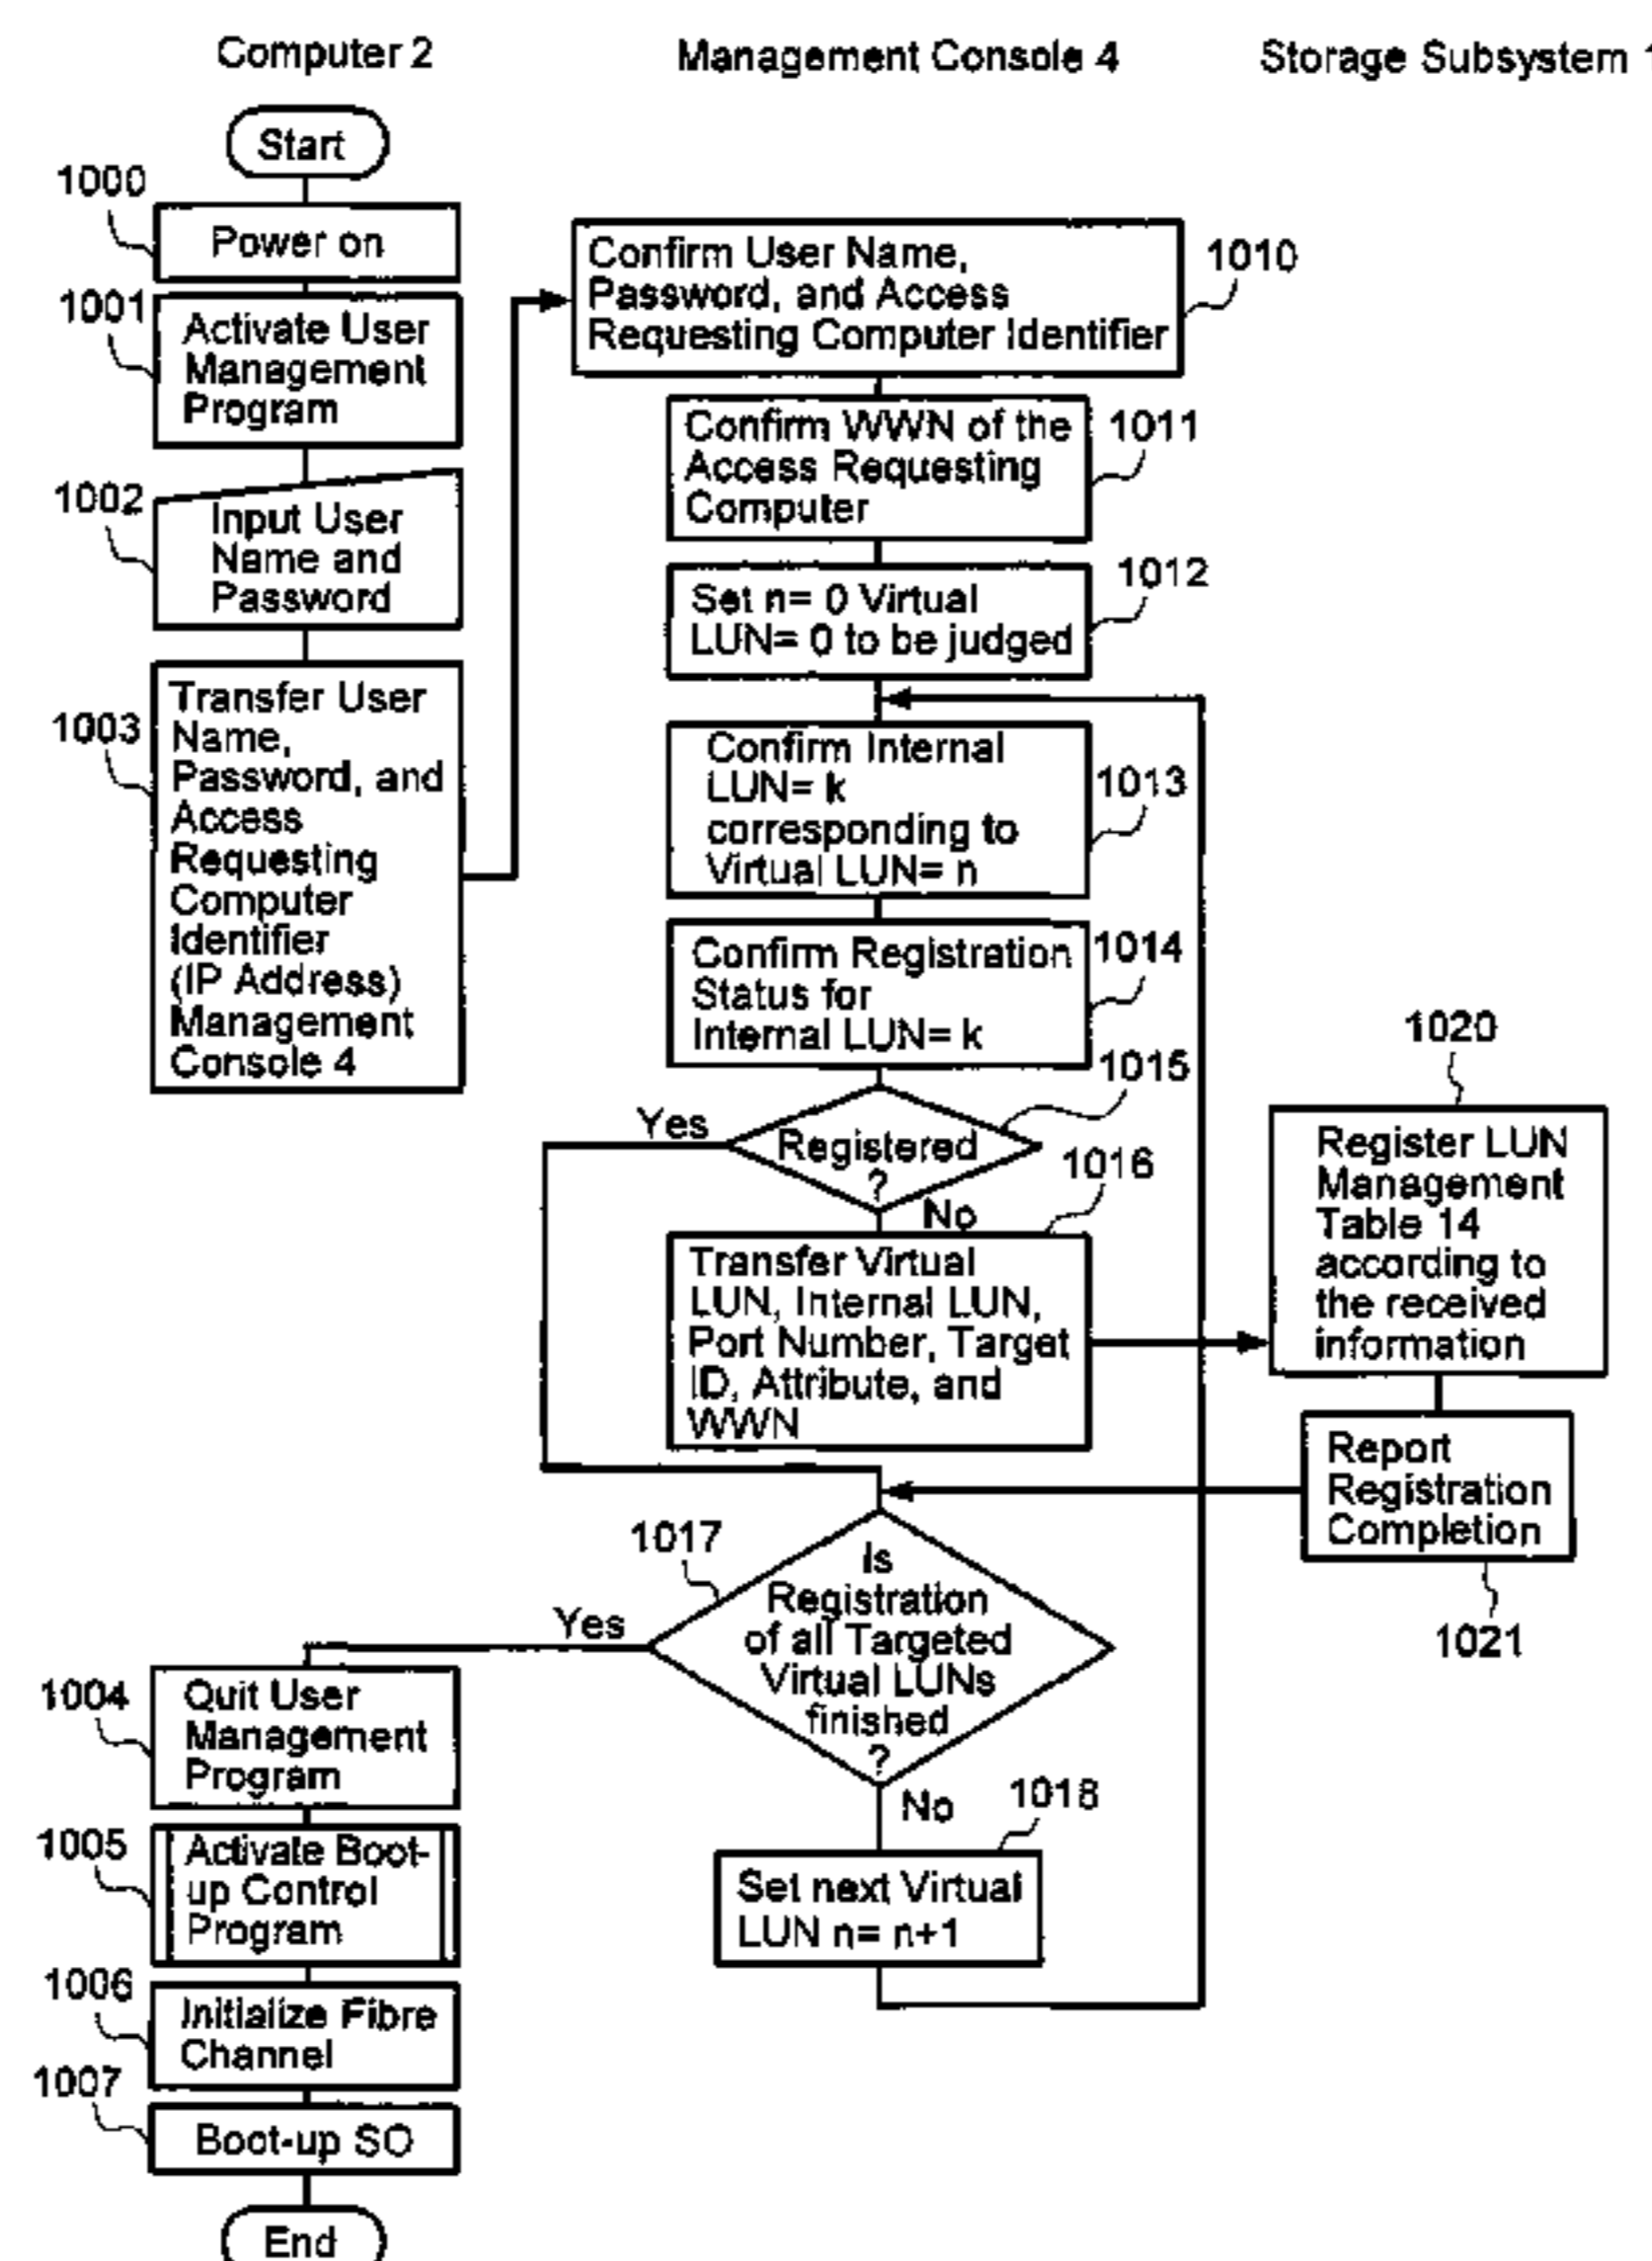 Computer 2
Management Console 4
Storage Subsystem 1
Start
1000
Power on
1001
Activate User
Management
Program
1002
Input User
Name and
Password
1003
Transfer User
Name,
Password, and
Access
Requesting
Computer
Identifier
(IP Address)
Management
Console 4
Confirm User Name,
Password, and Access
Requesting Computer Identifier
1010
Confirm WWN of the
Access Requesting
Computer
1011
Set n= 0 Virtual
LUN= 0 to be judged
1012
Confirm Internal
LUN= k
corresponding to
Virtual LUN= n
1013
Confirm Registration
Status for
Internal LUN= k
1014
1015
Yes
Registered
?
No
1016
Transfer Virtual
LUN, Internal LUN,
Port Number, Target
ID, Attribute, and
WWN
1020
Register LUN
Management
Table 14
according to
the received
information
Report
Registration
Completion
1021
1017
Is
Registration
of all Targeted
Virtual LUNs
finished
?
Yes
No
1018
Set next Virtual
LUN n= n+1
1004
Quit User
Management
Program
1005
Activate Boot-
up Control
Program
1006
Initialize Fibre
Channel
1007
Boot-up SO
End